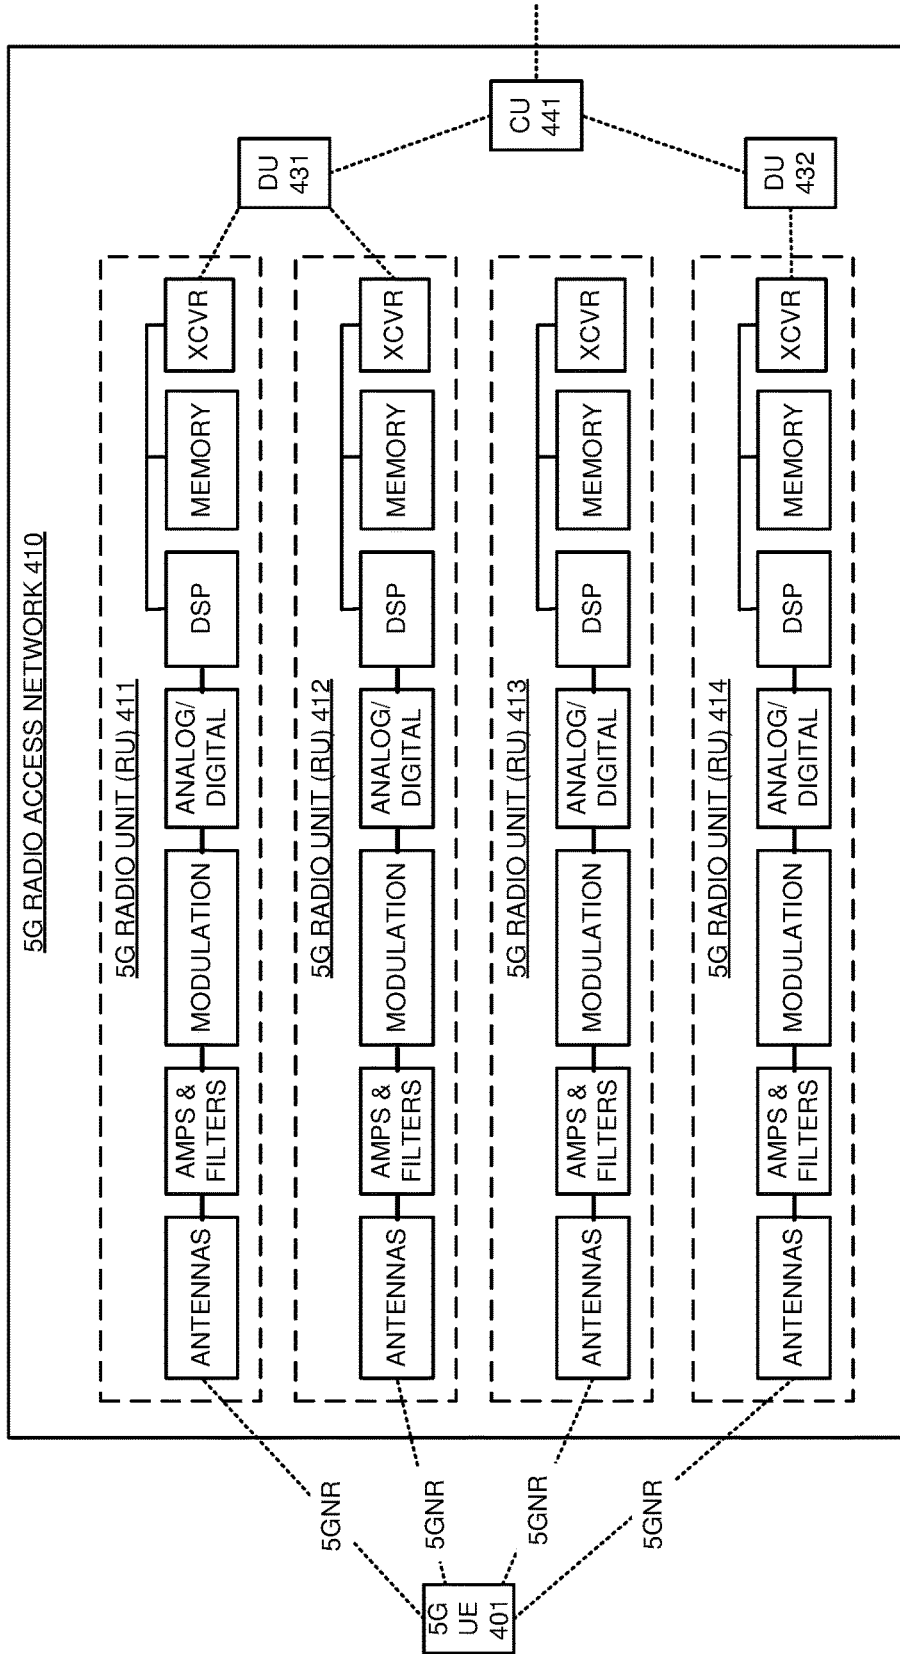 5G RADIO ACCESS NETWORK 410
5G RADIO UNIT (RU) 411
ANTENNAS
AMPS &
FILTERS
MODULATION
ANALOG/
DIGITAL
DSP
MEMORY
XCVR
5G RADIO UNIT (RU) 412
ANTENNAS
AMPS &
FILTERS
MODULATION
ANALOG/
DIGITAL
DSP
MEMORY
XCVR
5G RADIO UNIT (RU) 413
ANTENNAS
AMPS &
FILTERS
MODULATION
ANALOG/
DIGITAL
DSP
MEMORY
XCVR
5G RADIO UNIT (RU) 414
ANTENNAS
AMPS &
FILTERS
MODULATION
ANALOG/
DIGITAL
DSP
MEMORY
XCVR
5G
UE
401
5GNR
5GNR
5GNR
5GNR
DU
431
DU
432
CU
441